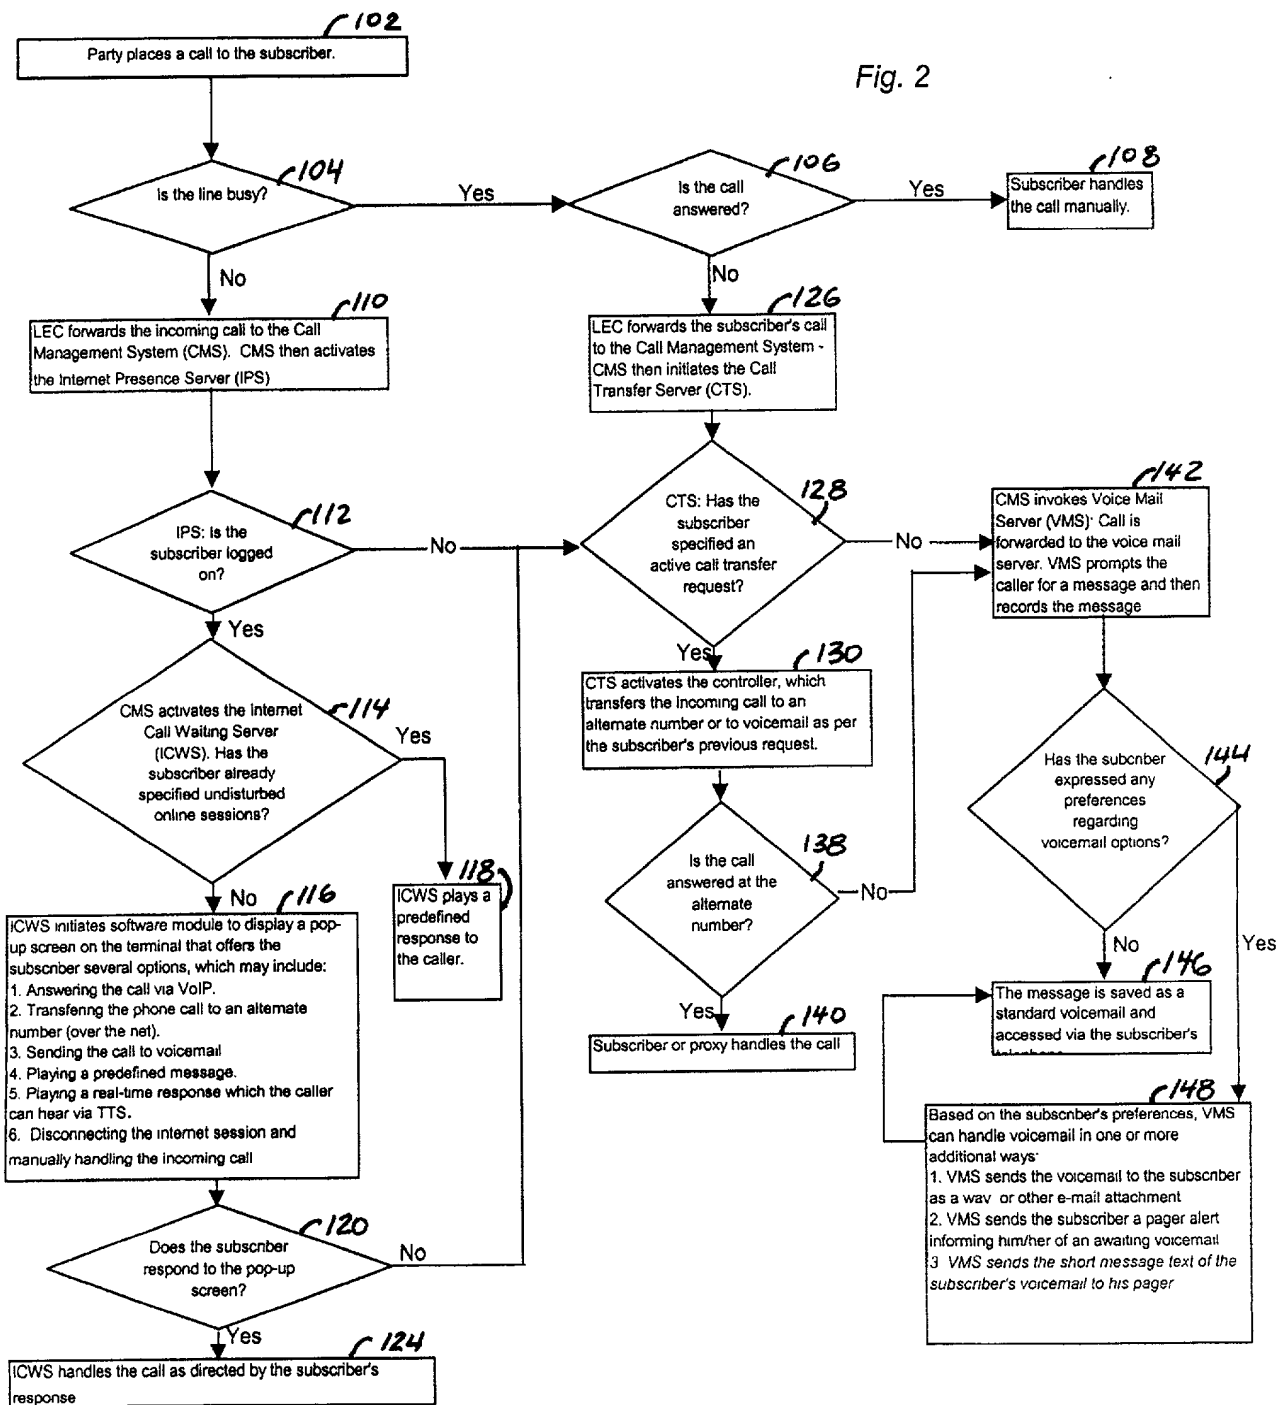 102
Party places a call to the subscriber.
Fig. 2
104
Is the line busy?
Yes
No
106
Is the call
answered?
Yes
No
108
Subscriber handles
the call manually.
110
LEC forwards the incoming call to the Call
Management System (CMS). CMS then activates
the Internet Presence Server (IPS)
126
LEC forwards the subscriber's call
to the Call Management System -
CMS then initiates the Call
Transfer Server (CTS).
112
IPS: Is the
subscriber logged
on?
No
Yes
128
CTS: Has the
subscriber
specified an
active call transfer
request?
No
Yes
142
CMS invokes Voice Mail
Server (VMS): Call is
forwarded to the voice mail
server. VMS prompts the
caller for a message and then
records the message
114
CMS activates the Internet
Call Waiting Server
(ICWS). Has the
subscriber already
specified undisturbed
online sessions?
Yes
No
130
CTS activates the controller, which
transfers the Incoming call to an
alternate number or to voicemail as per
the subscriber's previous request.
144
Has the subcriber
expressed any
preferences
regarding
voicemail options?
No
Yes
138
Is the call
answered at the
alternate
number?
No
Yes
118
ICWS plays a
predefined
response to
the caller.
116
ICWS initiates software module to display a pop-
up screen on the terminal that offers the
subscriber several options, which may include:
1. Answering the call via VoIP.
2. Transferring the phone call to an alternate
number (over the net).
3. Sending the call to voicemail
4. Playing a predefined message.
5. Playing a real-time response which the caller
can hear via TTS.
6. Disconnecting the internet session and
manually handling the incoming call
140
Subscriber or proxy handles the call
146
The message is saved as a
standard voicemail and
accessed via the subscriber's
148
Based on the subscriber's preferences, VMS
can handle voicemail in one or more
additional ways:
1. VMS sends the voicemail to the subscriber
as a wav or other e-mail attachment
2. VMS sends the subscriber a pager alert
informing him/her of an awaiting voicemail
3 VMS sends the short message text of the
subscriber's voicemail to his pager
120
Does the subscriber
respond to the pop-up
screen?
No
Yes
124
ICWS handles the call as directed by the subscriber's
response